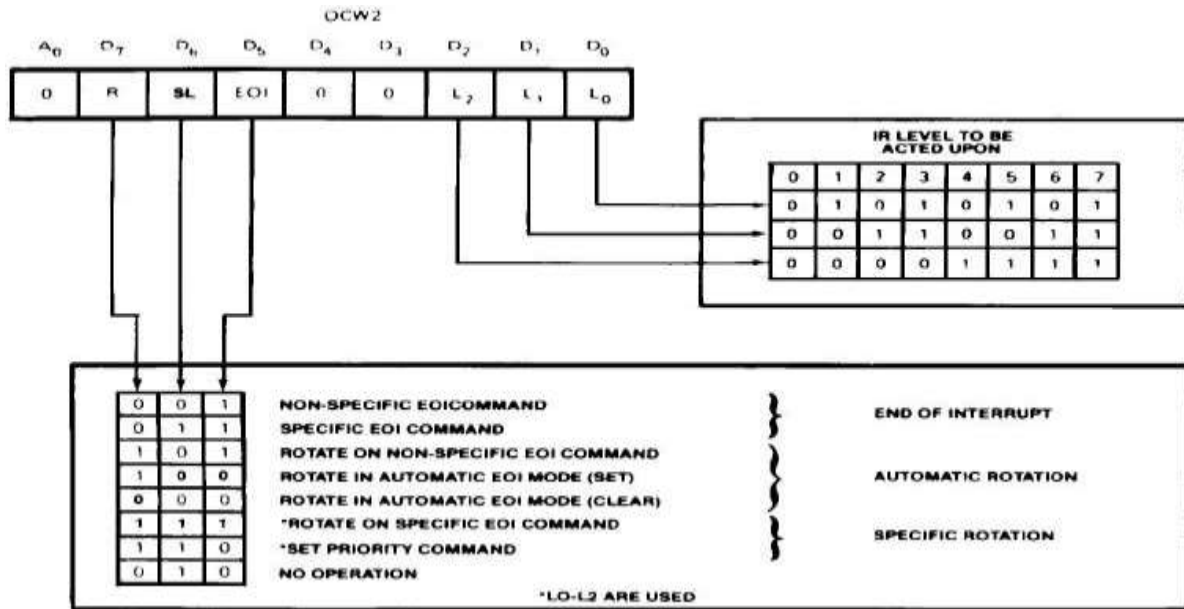 OCW2
A0 D7 D6 D5 D4 D3 D2 D1 D0
0 R SL EOI 0 0 L2 L1 L0
IR LEVEL TO BE
ACTED UPON
0 1 2 3 4 5 6 7
0 1 0 1 0 1 0 1
0 0 1 1 0 0 1 1
0 0 0 0 1 1 1 1
0 0 1 NON-SPECIFIC EOICOMMAND } END OF INTERRUPT
0 1 1 SPECIFIC EOI COMMAND
1 0 1 ROTATE ON NON-SPECIFIC EOI COMMAND
1 0 0 ROTATE IN AUTOMATIC EOI MODE (SET) } AUTOMATIC ROTATION
0 0 0 ROTATE IN AUTOMATIC EOI MODE (CLEAR)
1 1 1 *ROTATE ON SPECIFIC EOI COMMAND } SPECIFIC ROTATION
1 1 0 *SET PRIORITY COMMAND
0 1 0 NO OPERATION
*LO-L2 ARE USED